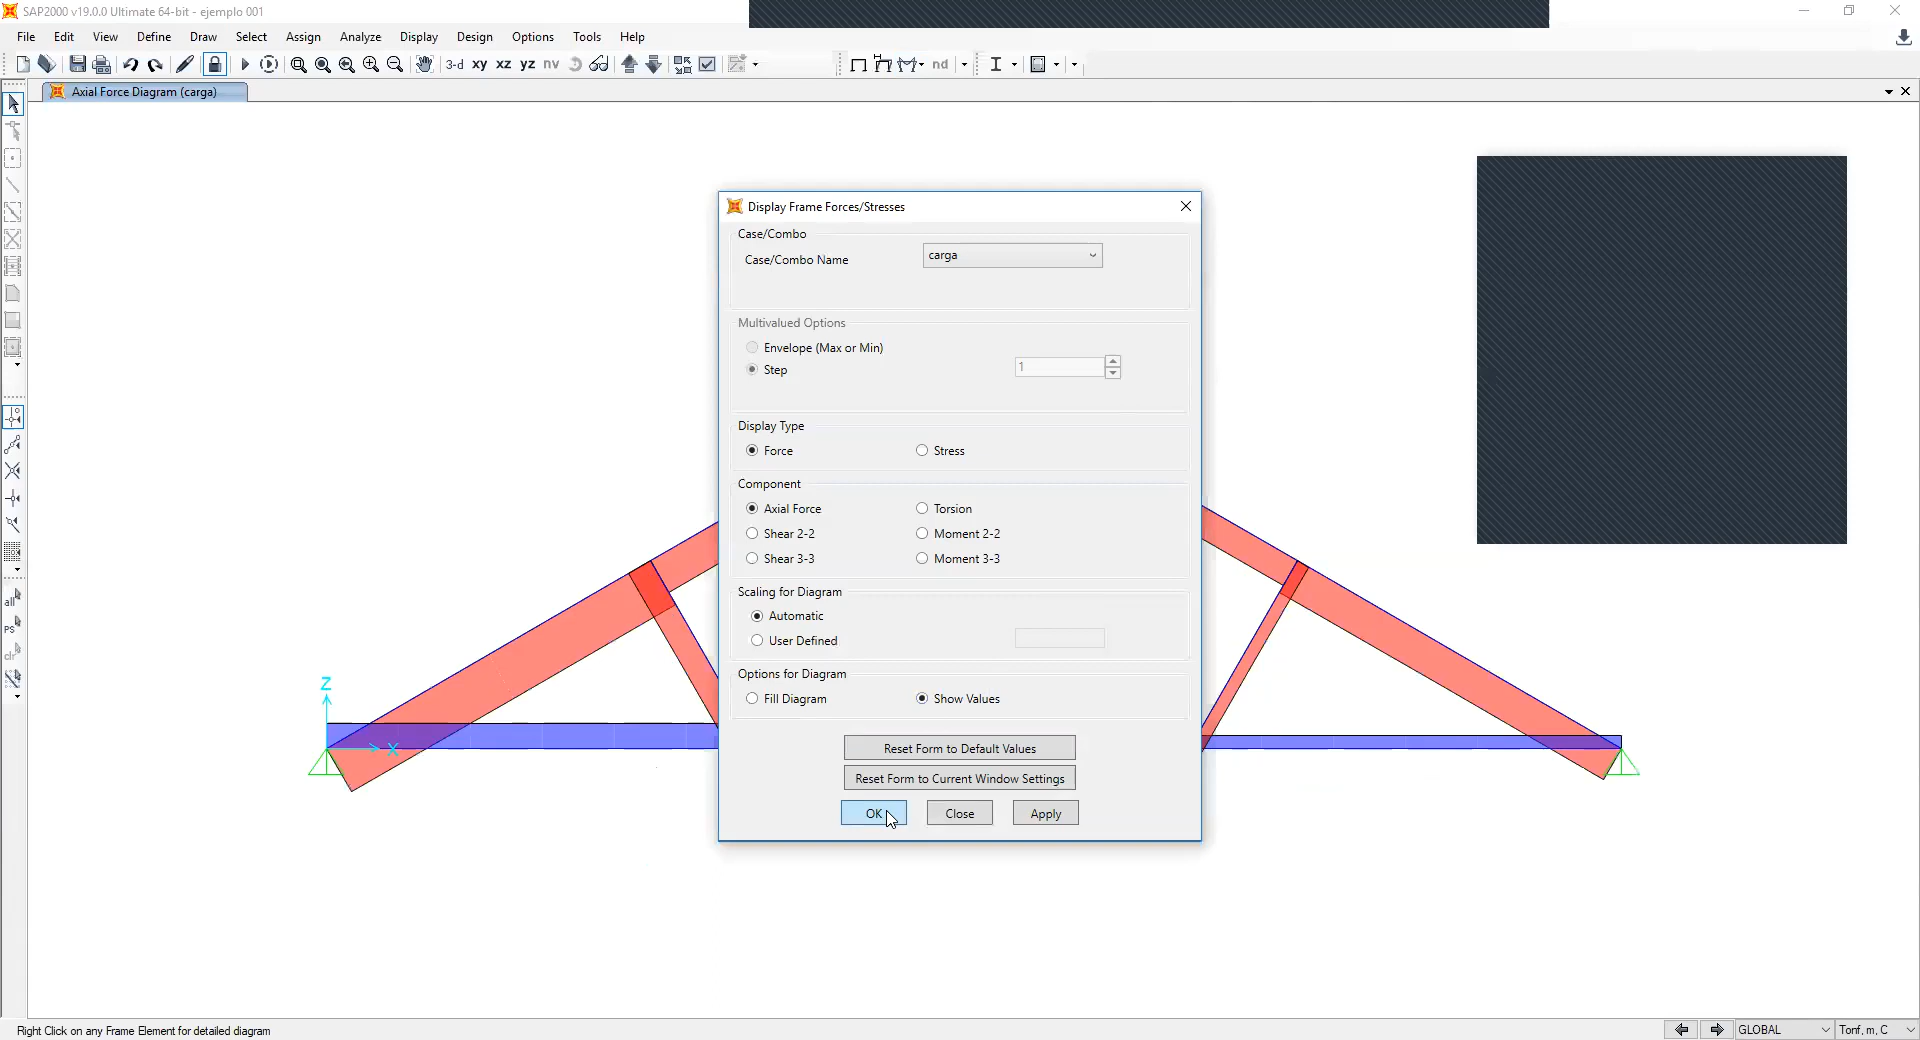 SAP2000 v19.0.0 Ultimate 64-bit - ejemplo 001
File Edit View Define Draw Select Assign Analyze Display Design Options Tools Help
3-d xy xz yz nv nd
Axial Force Diagram (carga)
Display Frame Forces/Stresses
Case/Combo
Case/Combo Name carga
Multivalued Options
Envelope (Max or Min)
Step 1
Display Type
Force Stress
Component
Axial Force Torsion
Shear 2-2 Moment 2-2
Shear 3-3 Moment 3-3
Scaling for Diagram
Automatic
User Defined
Options for Diagram
Fill Diagram Show Values
Reset Form to Default Values
Reset Form to Current Window Settings
OK Close Apply
all
PS
clr
Z
X
Right Click on any Frame Element for detailed diagram
GLOBAL Tonf, m, C